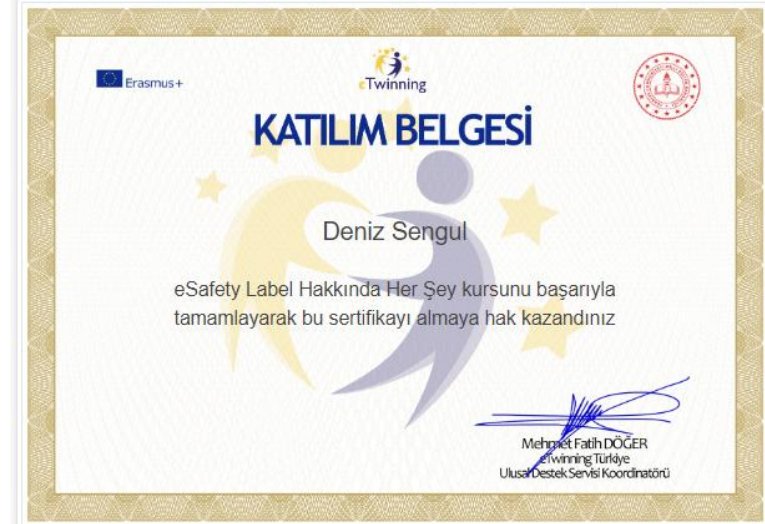 Erasmus+
eTwinning
KATILIM BELGESİ
Deniz Sengul
eSafety Label Hakkında Her Şey kursunu başarıyla
tamamlayarak bu sertifikayı almaya hak kazandınız
Mehmet Fatih DÖĞER
eTwinning Türkiye
Ulusal Destek Servisi Koordinatörü